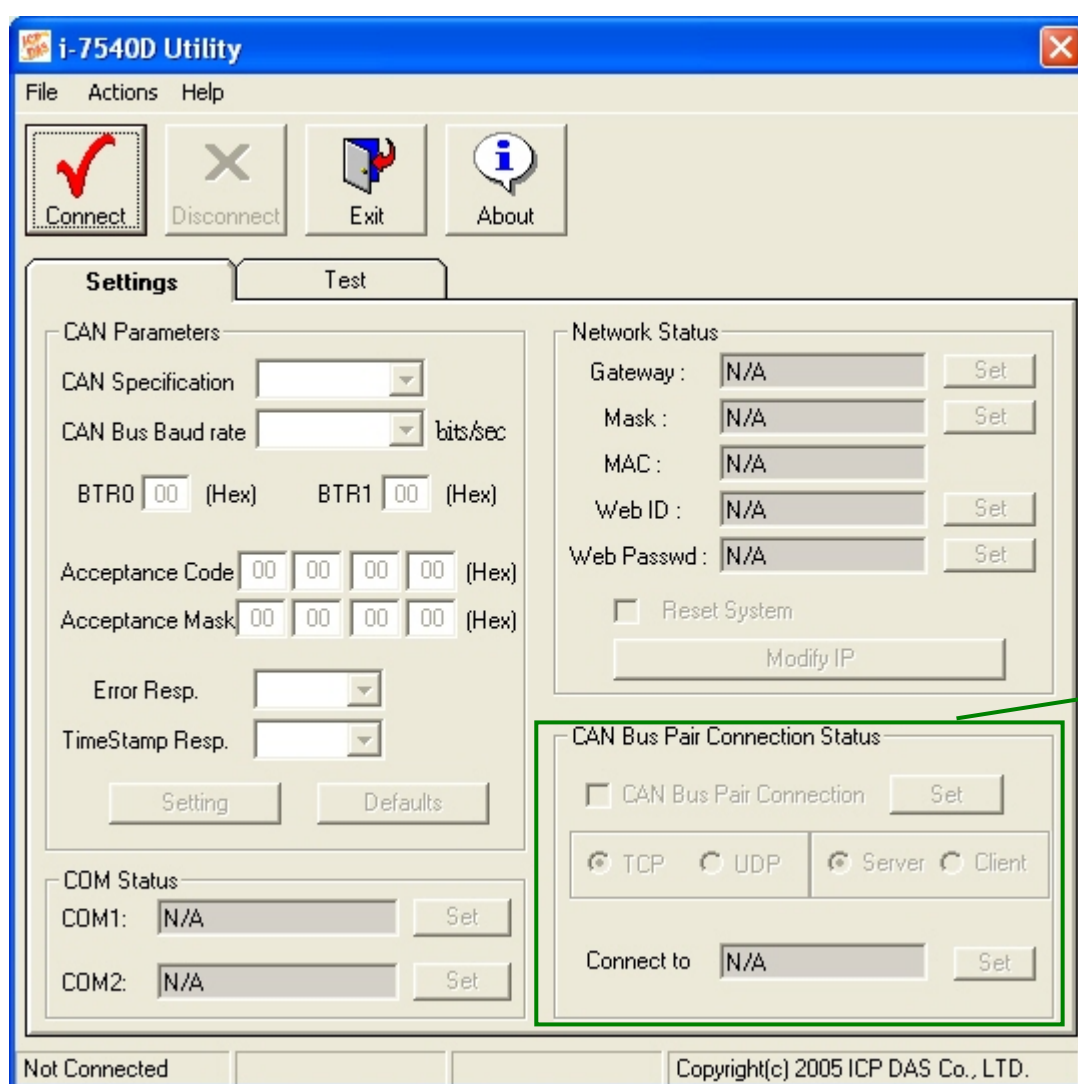 ICP DAS
i-7540D Utility
File Actions Help
Connect Disconnect Exit About
Settings Test
CAN Parameters
CAN Specification
CAN Bus Baud rate bits/sec
BTR0 00 (Hex) BTR1 00 (Hex)
Acceptance Code 00 00 00 00 (Hex)
Acceptance Mask 00 00 00 00 (Hex)
Error Resp.
TimeStamp Resp.
Setting Defaults
COM Status
COM1: N/A Set
COM2: N/A Set
Network Status
Gateway : N/A Set
Mask : N/A Set
MAC : N/A
Web ID : N/A Set
Web Passwd : N/A Set
Reset System
Modify IP
CAN Bus Pair Connection Status
CAN Bus Pair Connection Set
TCP UDP Server Client
Connect to N/A Set
Not Connected Copyright(c) 2005 ICP DAS Co., LTD.